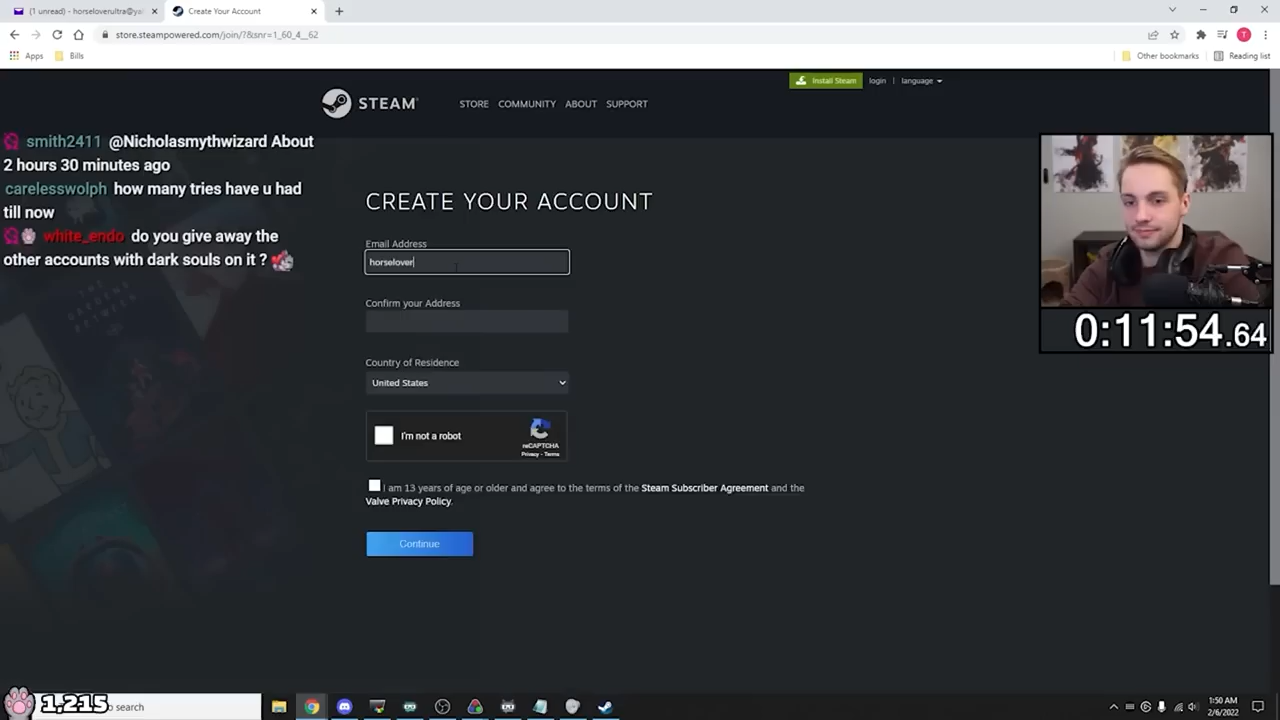 (1 unread) - horseloverultra@ya
Create Your Account
store.steampowered.com/join/?&snr=1_60_4__62
T
Apps
Bills
Other bookmarks
Reading list
Install Steam
login
language
STEAM®
STORE
COMMUNITY
ABOUT
SUPPORT
smith2411 @Nicholasmythwizard About
2 hours 30 minutes ago
carelesswolph how many tries have u had
till now
white_endo do you give away the
other accounts with dark souls on it ?
CREATE YOUR ACCOUNT
Email Address
horselover
Confirm your Address
Country of Residence
United States
I'm not a robot
reCAPTCHA
Privacy - Terms
I am 13 years of age or older and agree to the terms of the Steam Subscriber Agreement and the
Valve Privacy Policy.
Continue
0:11:54.64
1,215
o search
1:50 AM
2/6/2022